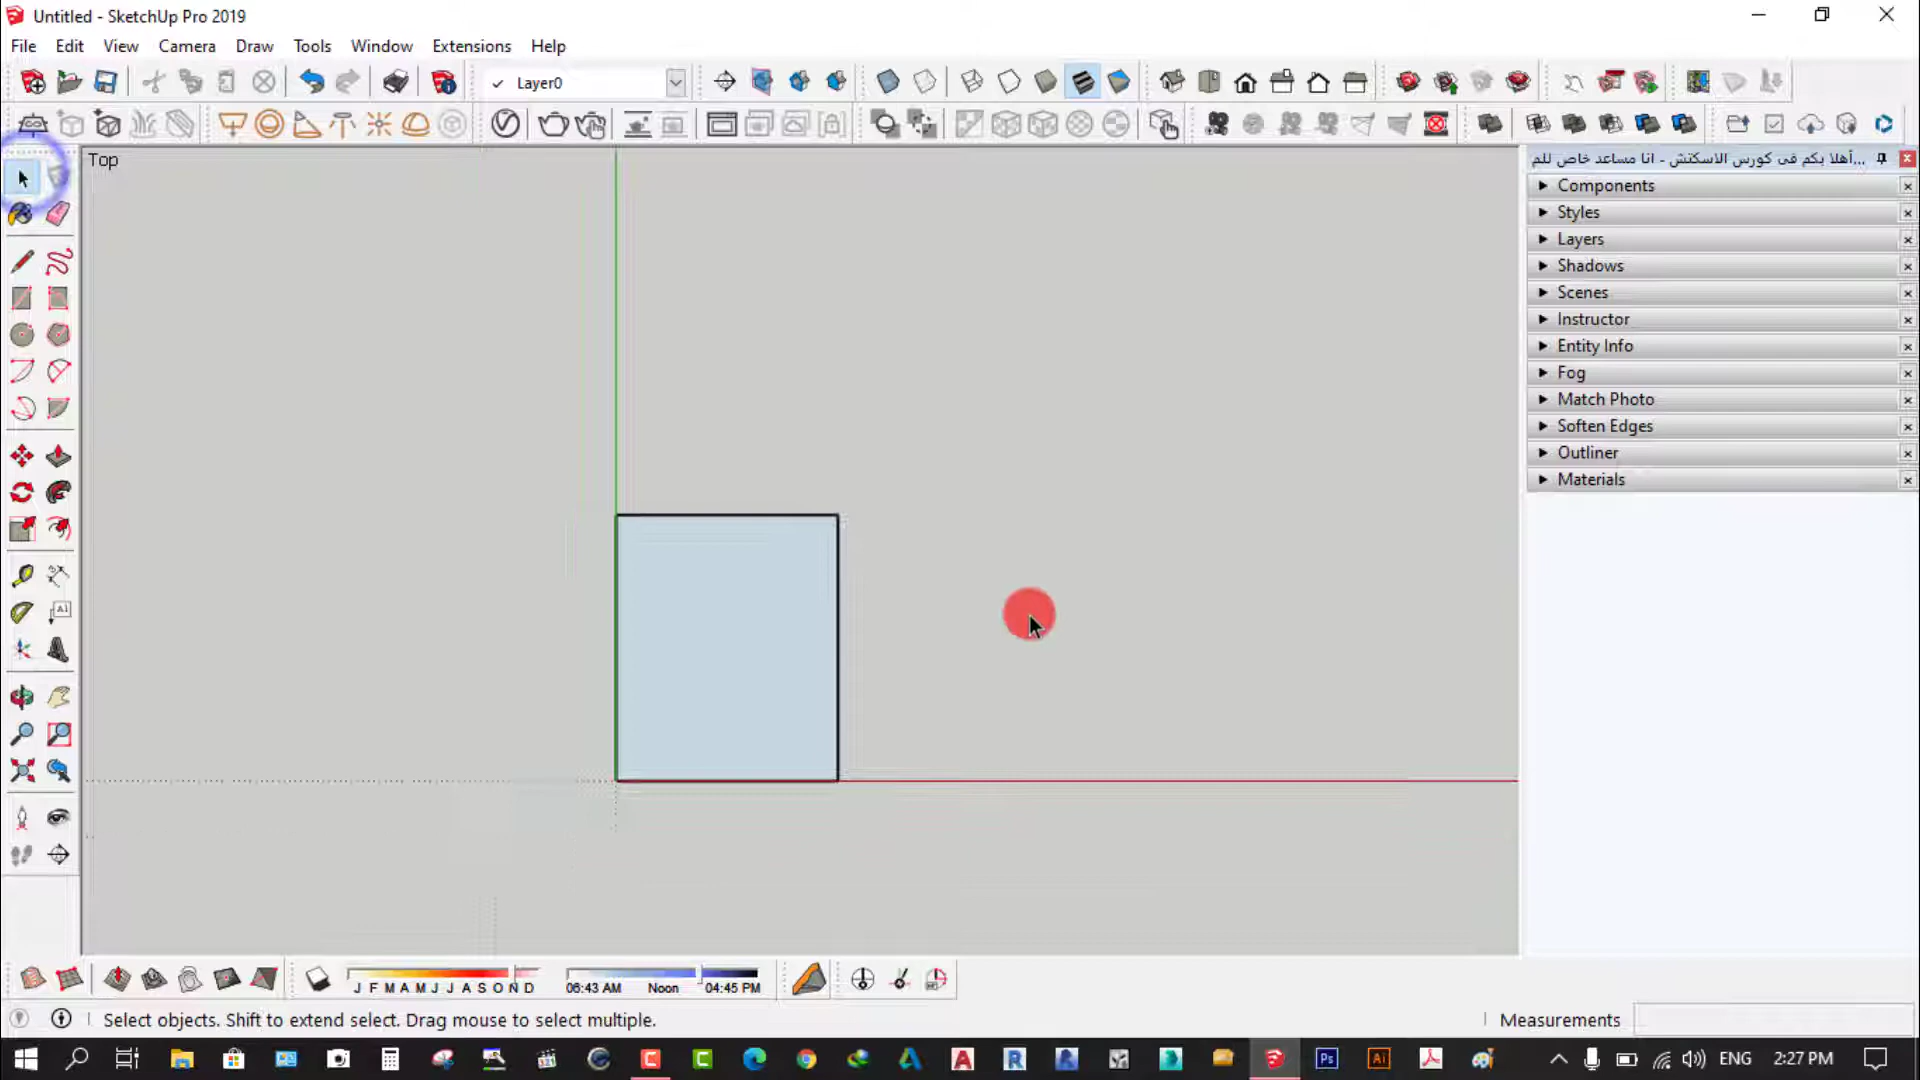 Untitled - SketchUp Pro 2019
File Edit View Camera Draw Tools Window Extensions Help
Layer0
Top
...أهلا بكم فى كورس الاسكتش - انا مساعد خاص للم
Components
Styles
Layers
Shadows
Scenes
Instructor
Entity Info
Fog
Match Photo
Soften Edges
Outliner
Materials
J F M A M J J A S O N D
06:43 AM Noon 04:45 PM
Select objects. Shift to extend select. Drag mouse to select multiple.
Measurements
ENG 2:27 PM